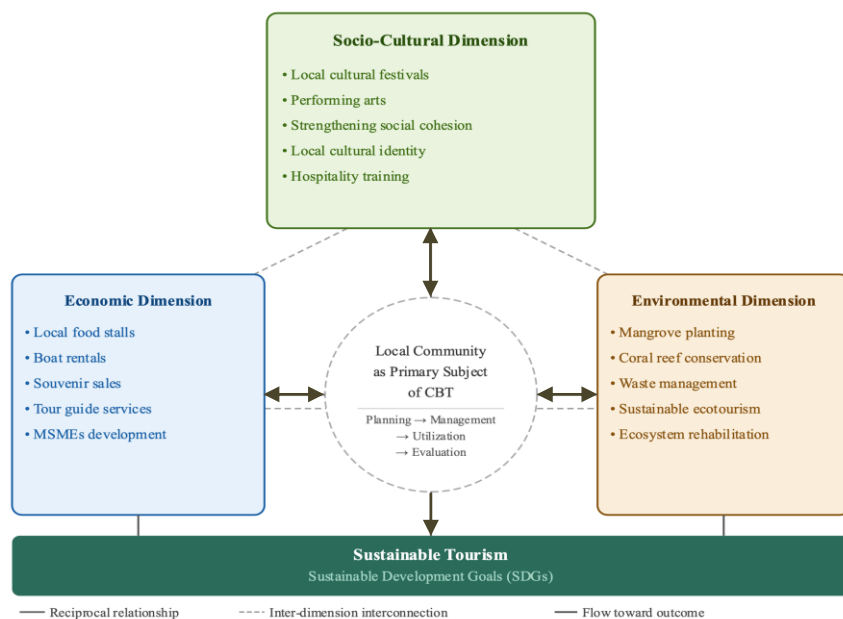 Socio-Cultural Dimension
• Local cultural festivals
• Performing arts
• Strengthening social cohesion
• Local cultural identity
• Hospitality training
Economic Dimension
• Local food stalls
• Boat rentals
• Souvenir sales
• Tour guide services
• MSMEs development
Local Community
as Primary Subject
of CBT
Planning → Management
→ Utilization
→ Evaluation
Environmental Dimension
• Mangrove planting
• Coral reef conservation
• Waste management
• Sustainable ecotourism
• Ecosystem rehabilitation
Sustainable Tourism
Sustainable Development Goals (SDGs)
Reciprocal relationship
Inter-dimension interconnection
Flow toward outcome